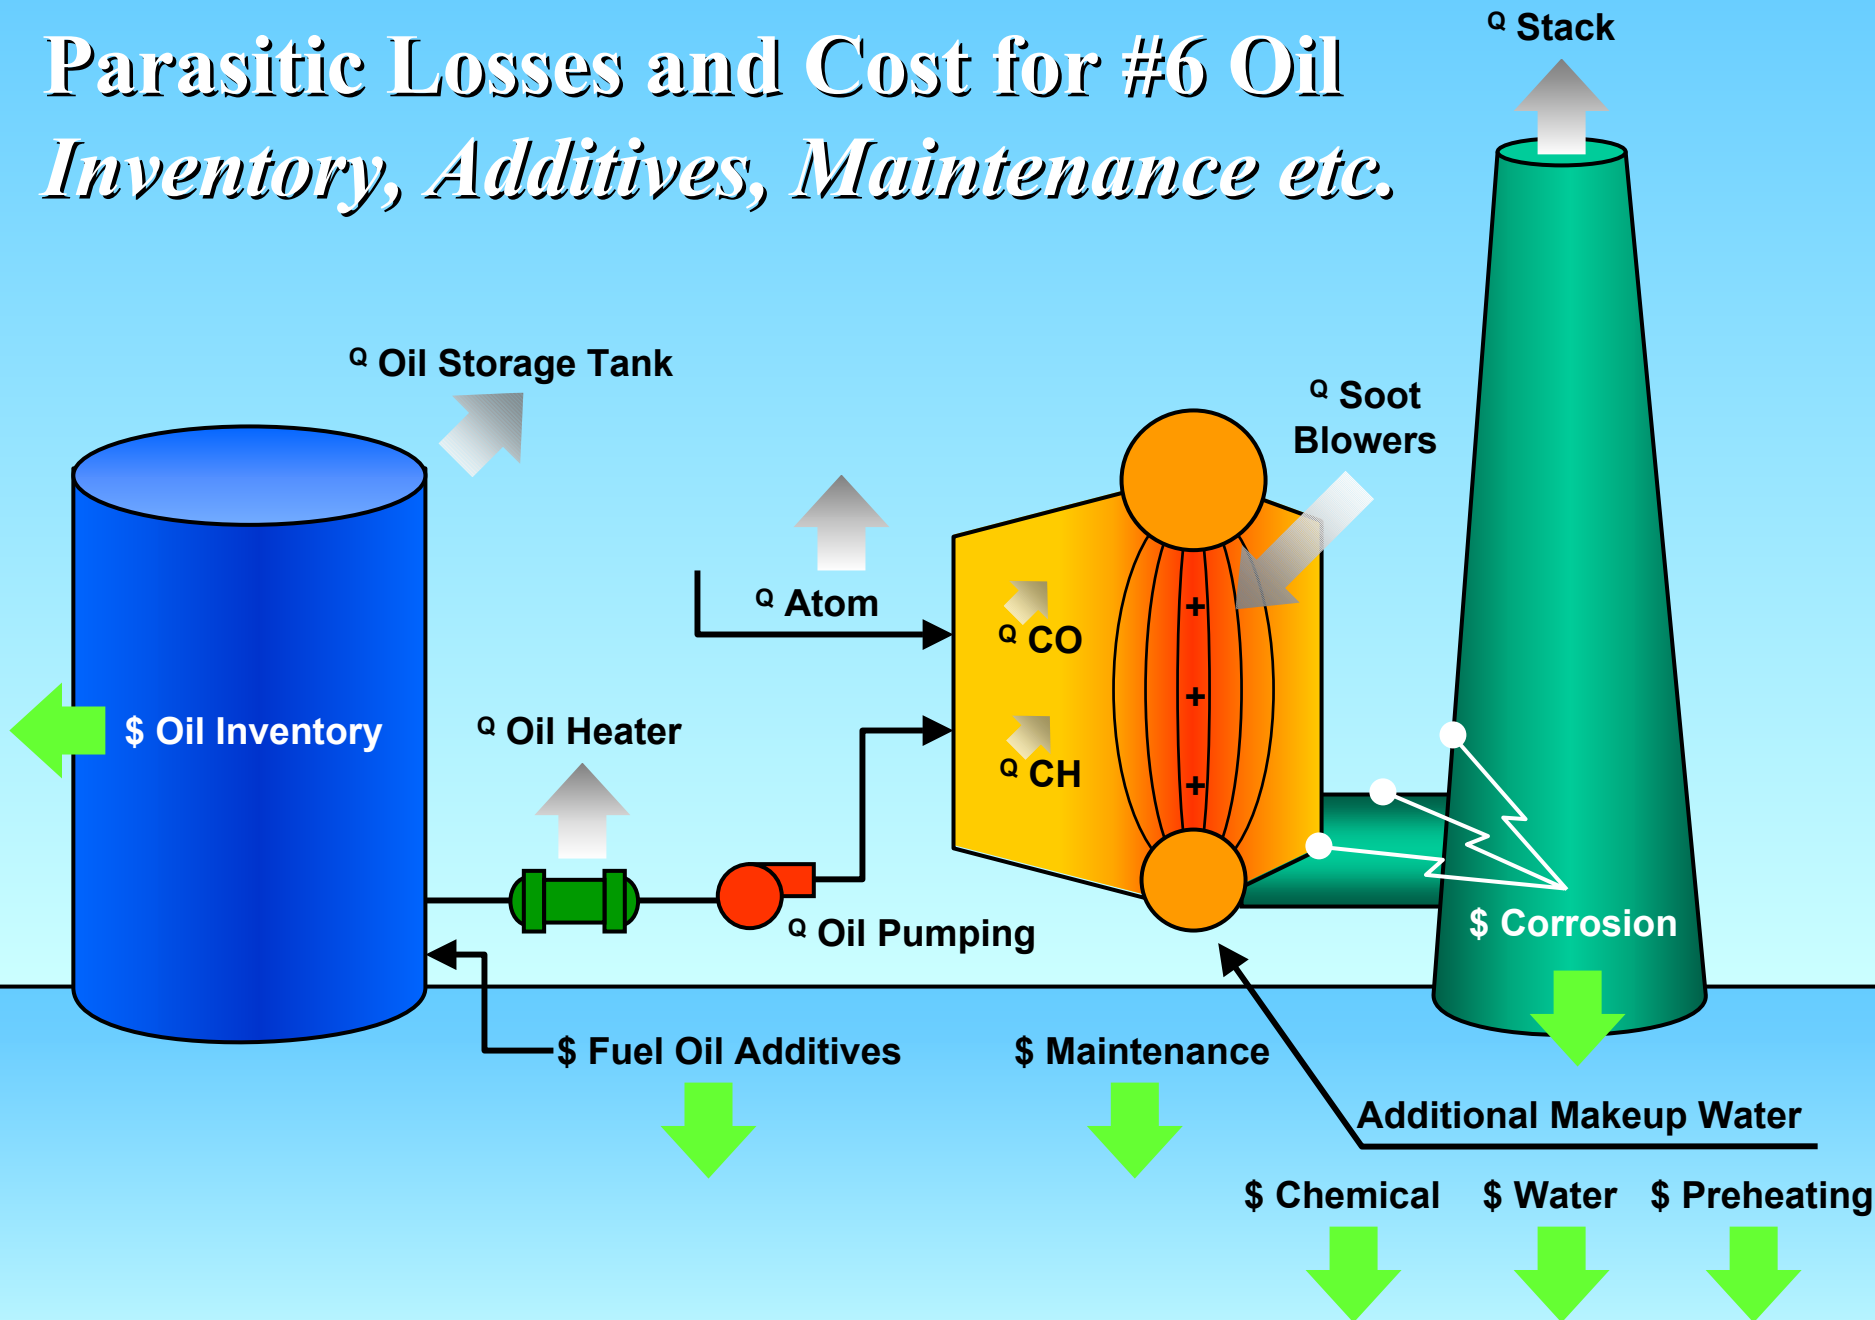 Parasitic Losses and Cost for #6 Oil
Inventory, Additives, Maintenance etc.
Q Stack
Q Oil Storage Tank
Q Soot
Blowers
Q Atom
Q CO
$ Oil Inventory
Q Oil Heater
Q CH
Q Oil Pumping
$ Corrosion
$ Fuel Oil Additives
$ Maintenance
Additional Makeup Water
$ Chemical
$ Water
$ Preheating
+
+
+